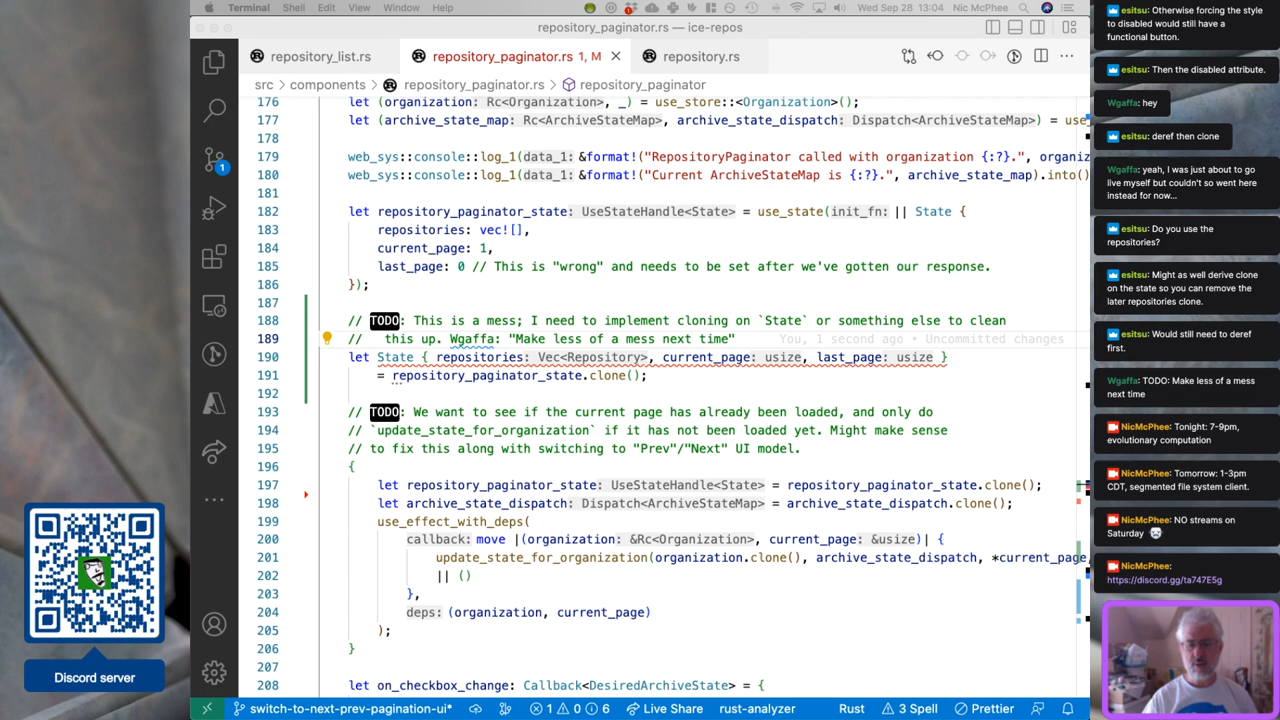 Terminal Shell Edit View Window Help
Wed Sep 28 13:04 Nic McPhee
repository_paginator.rs — ice-repos
repository_list.rs
repository_paginator.rs 1, M
repository.rs
src > components > repository_paginator.rs > repository_paginator
176 let (organization: Rc<Organization>, _) = use_store::<Organization>();
177 let (archive_state_map: Rc<ArchiveStateMap>, archive_state_dispatch: Dispatch<ArchiveStateMap>) = use_
178
179 web_sys::console::log_1(data_1: &format!("RepositoryPaginator called with organization {:?}.", organi
180 web_sys::console::log_1(data_1: &format!("Current ArchiveStateMap is {:?}.", archive_state_map).into()
181
182 let repository_paginator_state: UseStateHandle<State> = use_state(init_fn: || State {
183 repositories: vec![],
184 current_page: 1,
185 last_page: 0 // This is "wrong" and needs to be set after we've gotten our response.
186 });
187
188 // TODO: This is a mess; I need to implement cloning on `State` or something else to clean
189 // this up. Wgaffa: "Make less of a mess next time" You, 1 second ago • Uncommitted changes
190 let State { repositories: Vec<Repository>, current_page: usize, last_page: usize }
191 = repository_paginator_state.clone();
192
193 // TODO: We want to see if the current page has already been loaded, and only do
194 // `update_state_for_organization` if it has not been loaded yet. Might make sense
195 // to fix this along with switching to "Prev"/"Next" UI model.
196 {
197 let repository_paginator_state: UseStateHandle<State> = repository_paginator_state.clone();
198 let archive_state_dispatch: Dispatch<ArchiveStateMap> = archive_state_dispatch.clone();
199 use_effect_with_deps(
200 callback: move |(organization: &Rc<Organization>, current_page: &usize)| {
201 update_state_for_organization(organization.clone(), archive_state_dispatch, *current_page,
202 || ()
203 },
204 deps: (organization, current_page)
205 );
206 }
207
208 let on_checkbox_change: Callback<DesiredArchiveState> = {
switch-to-next-prev-pagination-ui* 1 0 6 Live Share rust-analyzer Rust 3 Spell Prettier
1
Discord server
esitsu: Otherwise forcing the style
to disabled would still have a
functional button.
esitsu: Then the disabled attribute.
Wgaffa: hey
esitsu: deref then clone
Wgaffa: yeah, I was just about to go
live myself but couldn't so went here
instead for now...
esitsu: Do you use the
repositories?
esitsu: Might as well derive clone
on the state so you can remove the
later repositories clone.
esitsu: Would still need to deref
first.
Wgaffa: TODO: Make less of a mess
next time
NicMcPhee: Tonight: 7-9pm,
evolutionary computation
NicMcPhee: Tomorrow: 1-3pm
CDT, segmented file system client.
NicMcPhee: NO streams on
Saturday
NicMcPhee:
https://discord.gg/ta747E5g